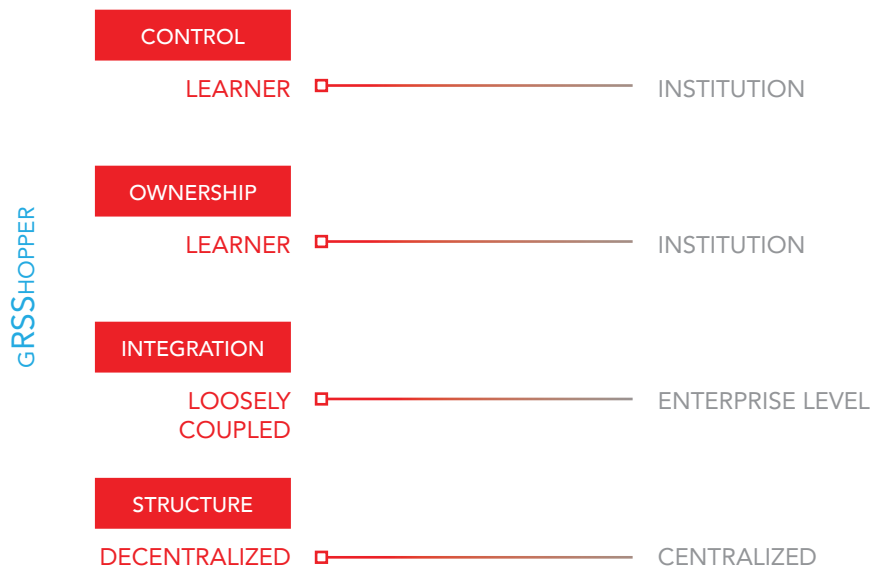 gRSShopper
CONTROL
LEARNER
INSTITUTION
OWNERSHIP
LEARNER
INSTITUTION
INTEGRATION
LOOSELY
COUPLED
ENTERPRISE LEVEL
STRUCTURE
DECENTRALIZED
CENTRALIZED